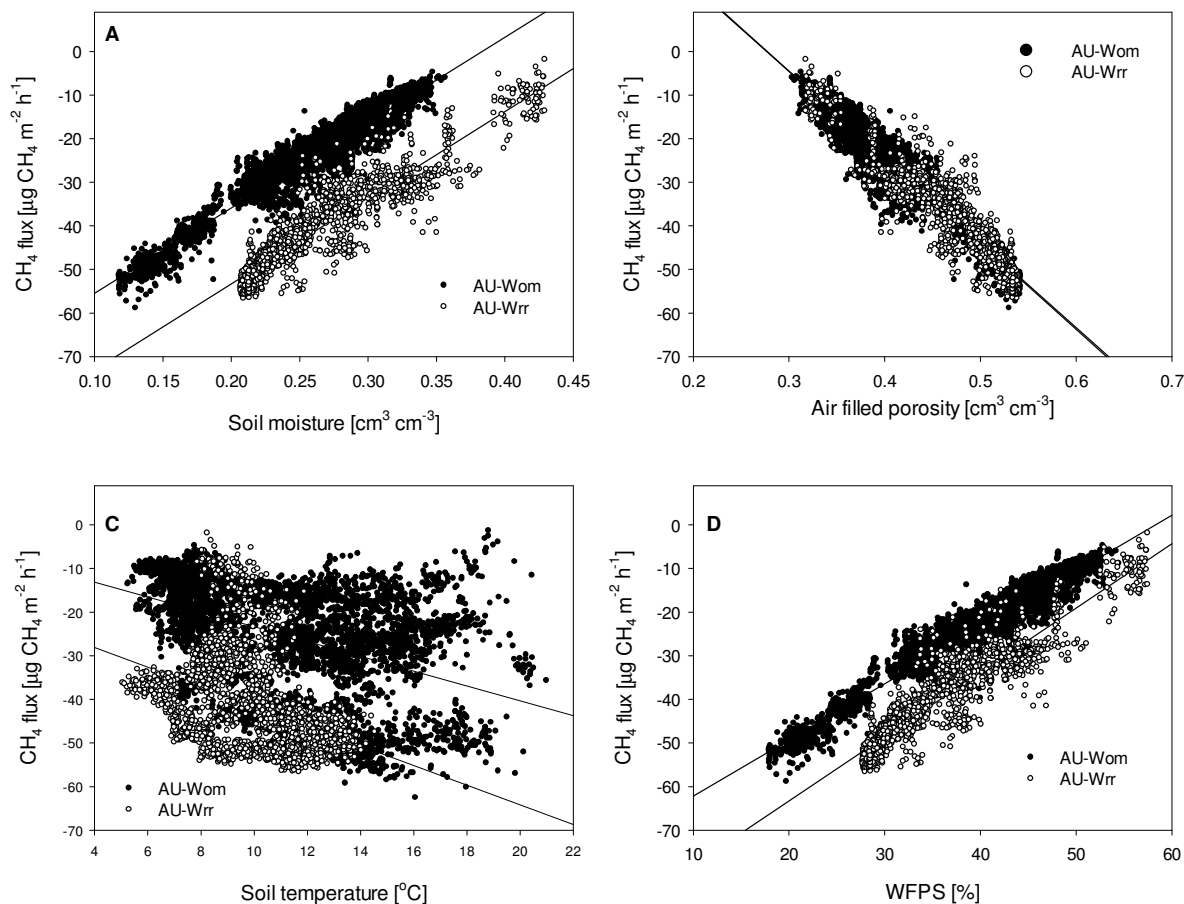 A
0
-10
-20
-30
-40
-50
-60
-70
CH₄ flux [µg CH₄ m⁻² h⁻¹]
AU-Wom
AU-Wrr
0.10 0.15 0.20 0.25 0.30 0.35 0.40 0.45
Soil moisture [cm³ cm⁻³]
0
-10
-20
-30
-40
-50
-60
-70
CH₄ flux [µg CH₄ m⁻² h⁻¹]
AU-Wom
AU-Wrr
0.2 0.3 0.4 0.5 0.6 0.7
Air filled porosity [cm³ cm⁻³]
C
0
-10
-20
-30
-40
-50
-60
-70
CH₄ flux [µg CH₄ m⁻² h⁻¹]
AU-Wom
AU-Wrr
4 6 8 10 12 14 16 18 20 22
Soil temperature [°C]
D
0
-10
-20
-30
-40
-50
-60
-70
CH₄ flux [µg CH₄ m⁻² h⁻¹]
AU-Wom
AU-Wrr
10 20 30 40 50 60
WFPS [%]